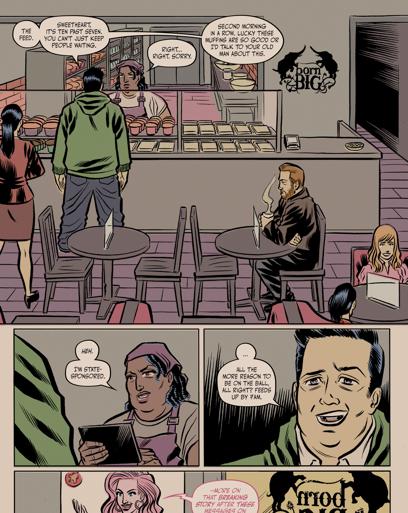 THE
FEED.
SWEETHEART,
IT'S TEN PAST SEVEN.
YOU CAN'T JUST KEEP
PEOPLE WAITING.
RIGHT...
RIGHT. SORRY.
SECOND MORNING
IN A ROW. LUCKY THESE
MUFFINS ARE SO GOOD OR
I'D TALK TO YOUR OLD
MAN ABOUT THIS.
born
BIG
HEH.
I'M STATE-
SPONSORED.
...
ALL THE
MORE REASON TO
BE ON THE BALL,
ALL RIGHT? FEEDS
UP BY 7AM.
--MORE ON
THAT BREAKING
STORY AFTER THESE
MESSAGES ON
born